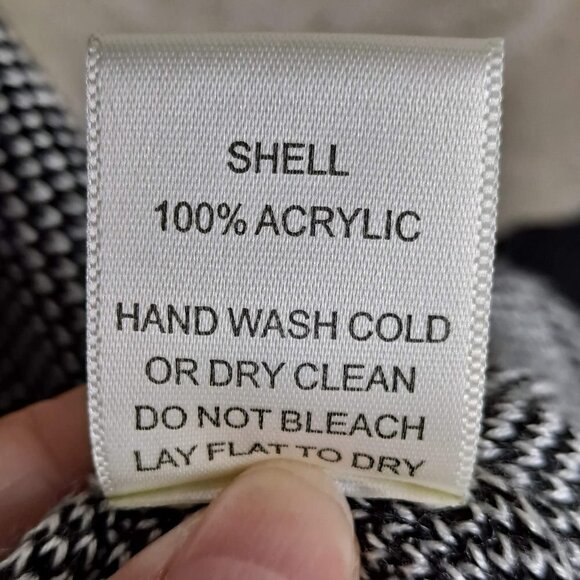 SHELL
100% ACRYLIC
HAND WASH COLD
OR DRY CLEAN
DO NOT BLEACH
LAY FLAT TO DRY